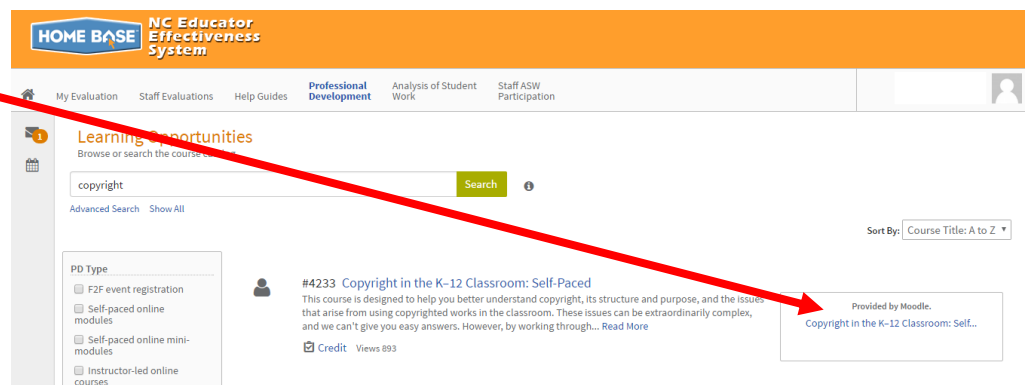 HOME BASE
NC Educator
Effectiveness
System
My Evaluation
Staff Evaluations
Help Guides
Professional
Development
Analysis of Student
Work
Staff ASW
Participation
1
Learning Opportunities
Browse or search the course
copyright
Search
Advanced Search
Show All
Sort By:
Course Title: A to Z
PD Type
F2F event registration
Self-paced online
modules
Self-paced online mini-
modules
Instructor-led online
courses
#4233 Copyright in the K–12 Classroom: Self-Paced
This course is designed to help you better understand copyright, its structure and purpose, and the issues
that arise from using copyrighted works in the classroom. These issues can be extraordinarily complex,
and we can't give you easy answers. However, by working through... Read More
Credit Views 893
Provided by Moodle.
Copyright in the K–12 Classroom: Self...